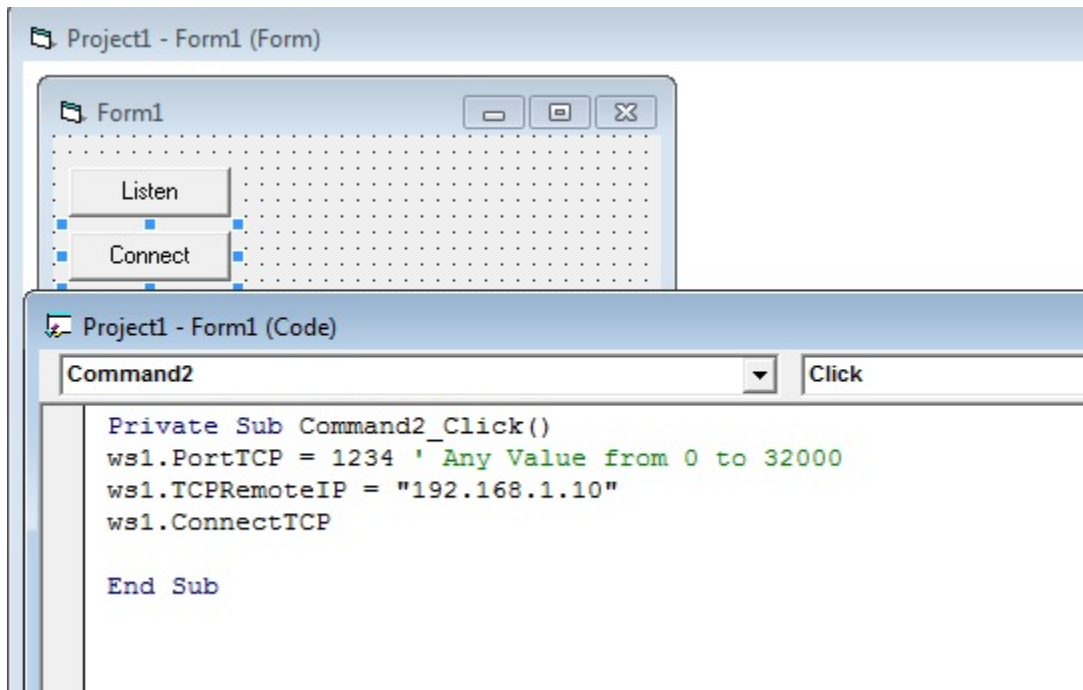 Project1 - Form1 (Form)
Form1
Listen
Connect
Project1 - Form1 (Code)
Command2 Click
Private Sub Command2_Click()
ws1.PortTCP = 1234 ' Any Value from 0 to 32000
ws1.TCPRemoteIP = "192.168.1.10"
ws1.ConnectTCP
End Sub